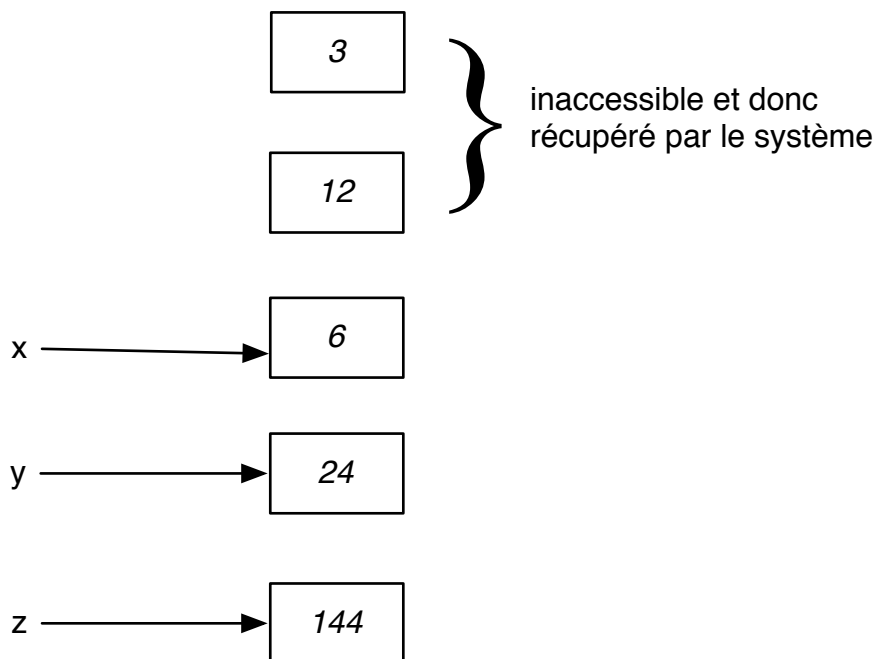 3
inaccessible et donc
récupéré par le système
12
x
6
y
24
z
144